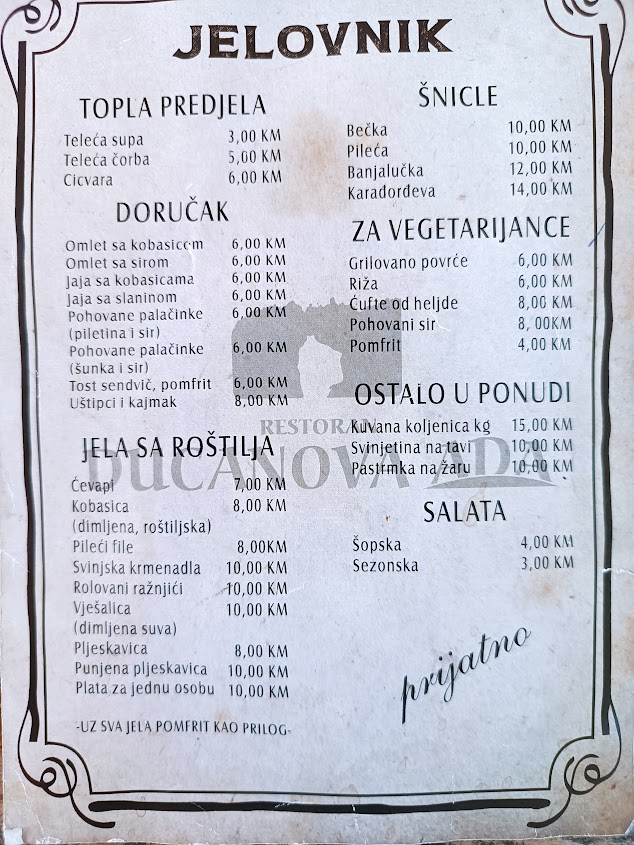 JELOVNIK
TOPLA PREDJELA
Teleća supa 3,00 KM
Teleća čorba 5,00 KM
Cicvara 6,00 KM
DORUČAK
Omlet sa kobasicom 6,00 KM
Omlet sa sirom 6,00 KM
Jaja sa kobasicama 6,00 KM
Jaja sa slaninom 6,00 KM
Pohovane palačinke 6,00 KM
(piletina i sir)
Pohovane palačinke 6,00 KM
(šunka i sir)
Tost sendvič, pomfrit 6,00 KM
Uštipci i kajmak 8,00 KM
JELA SA ROŠTILJA
Ćevapi 7,00 KM
Kobasica 8,00 KM
(dimljena, roštiljska)
Pileći file 8,00KM
Svinjska krmenadla 10,00 KM
Rolovani ražnjići 10,00 KM
Vješalica 10,00 KM
(dimljena suva)
Pljeskavica 8,00 KM
Punjena pljeskavica 10,00 KM
Plata za jednu osobu 10,00 KM
-UZ SVA JELA POMFRIT KAO PRILOG-
ŠNICLE
Bečka 10,00 KM
Pileća 10,00 KM
Banjalučka 12,00 KM
Karađorđeva 14,00 KM
ZA VEGETARIJANCE
Grilovano povrće 6,00 KM
Riža 6,00 KM
Ćufte od heljde 8,00 KM
Pohovani sir 8, 00KM
Pomfrit 4,00 KM
OSTALO U PONUDI
Kuvana koljenica kg 15,00 KM
Svinjetina na tavi 10,00 KM
Pastrmka na žaru 10,00 KM
SALATA
Šopska 4,00 KM
Sezonska 3,00 KM
prijatno
RESTORAN
DUCANOVA ADA